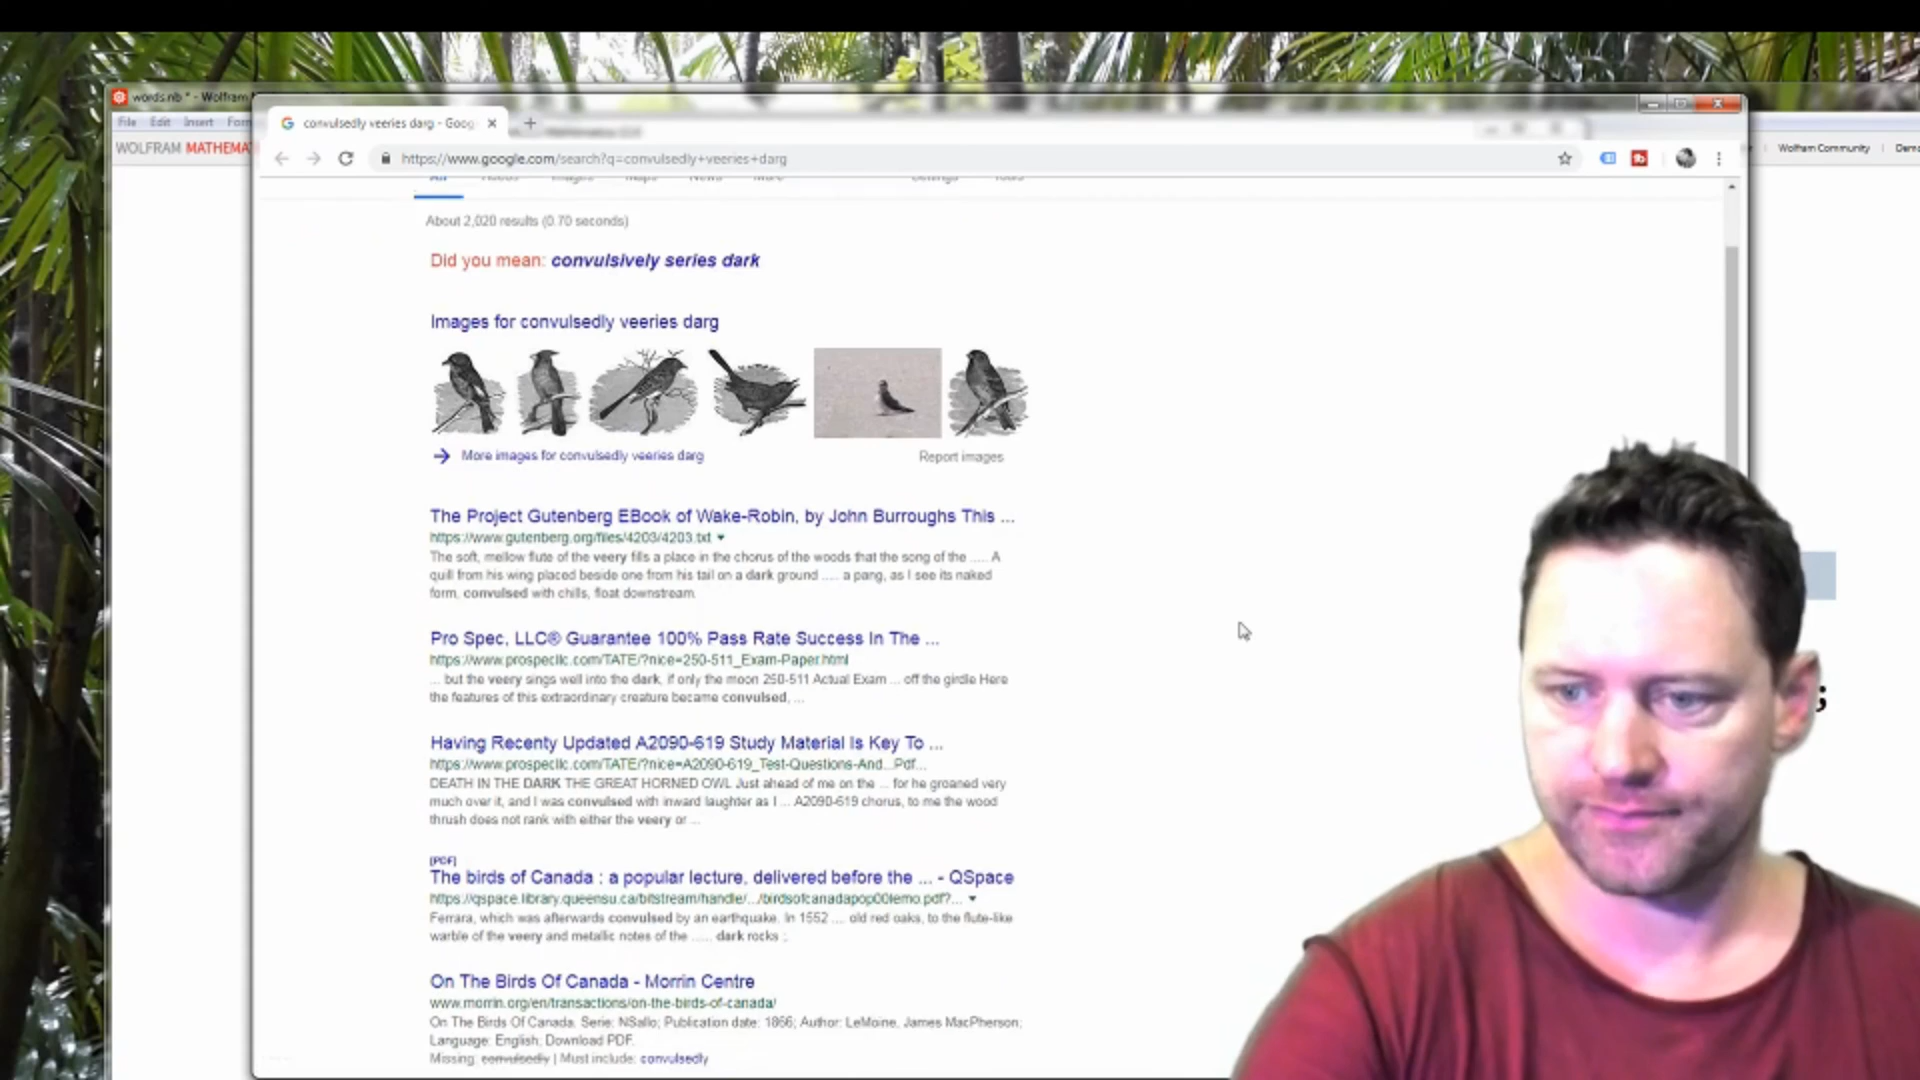 words.nb * - Wolfram
File Edit Insert Form
WOLFRAM MATHEMA
Wolfram Community Demo
convulsedly veeries darg - Goog
https://www.google.com/search?q=convulsedly+veeries+darg
All Videos Images Maps News More Settings Tools
About 2,020 results (0.70 seconds)
Did you mean: convulsively series dark
Images for convulsedly veeries darg
More images for convulsedly veeries darg
Report images
The Project Gutenberg EBook of Wake-Robin, by John Burroughs This ...
https://www.gutenberg.org/files/4203/4203.txt
The soft, mellow flute of the veery fills a place in the chorus of the woods that the song of the ..... A
quill from his wing placed beside one from his tail on a dark ground ..... a pang, as I see its naked
form, convulsed with chills, float downstream.
Pro Spec, LLC® Guarantee 100% Pass Rate Success In The ...
https://www.prospecllc.com/TATE/?nice=250-511_Exam-Paper.html
... but the veery sings well into the dark, if only the moon 250-511 Actual Exam ... off the girdle Here
the features of this extraordinary creature became convulsed, ...
Having Recenty Updated A2090-619 Study Material Is Key To ...
https://www.prospecllc.com/TATE/?nice=A2090-619_Test-Questions-And...Pdf...
DEATH IN THE DARK THE GREAT HORNED OWL Just ahead of me on the ... for he groaned very
much over it, and I was convulsed with inward laughter as I ... A2090-619 chorus, to me the wood
thrush does not rank with either the veery or ...
[PDF]
The birds of Canada : a popular lecture, delivered before the ... - QSpace
https://qspace.library.queensu.ca/bitstream/handle/.../birdsofcanadapop00lemo.pdf?...
Ferrara, which was afterwards convulsed by an earthquake. In 1552 .... old red oaks, to the flute-like
warble of the veery and metallic notes of the ...... dark rocks ;
On The Birds Of Canada - Morrin Centre
www.morrin.org/en/transactions/on-the-birds-of-canada/
On The Birds Of Canada. Serie: NSallo; Publication date: 1866; Author: LeMoine, James MacPherson;
Language: English; Download PDF.
Missing: convulsedly | Must include: convulsedly
;